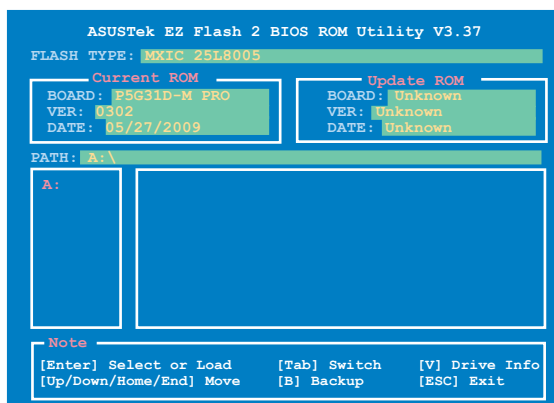 ASUSTek EZ Flash 2 BIOS ROM Utility V3.37
FLASH TYPE: MXIC 25L8005
Current ROM
BOARD: P5G31D-M PRO
VER: 0302
DATE: 05/27/2009
Update ROM
BOARD: Unknown
VER: Unknown
DATE: Unknown
PATH: A:\
A:
Note
[Enter] Select or Load [Tab] Switch [V] Drive Info
[Up/Down/Home/End] Move [B] Backup [ESC] Exit